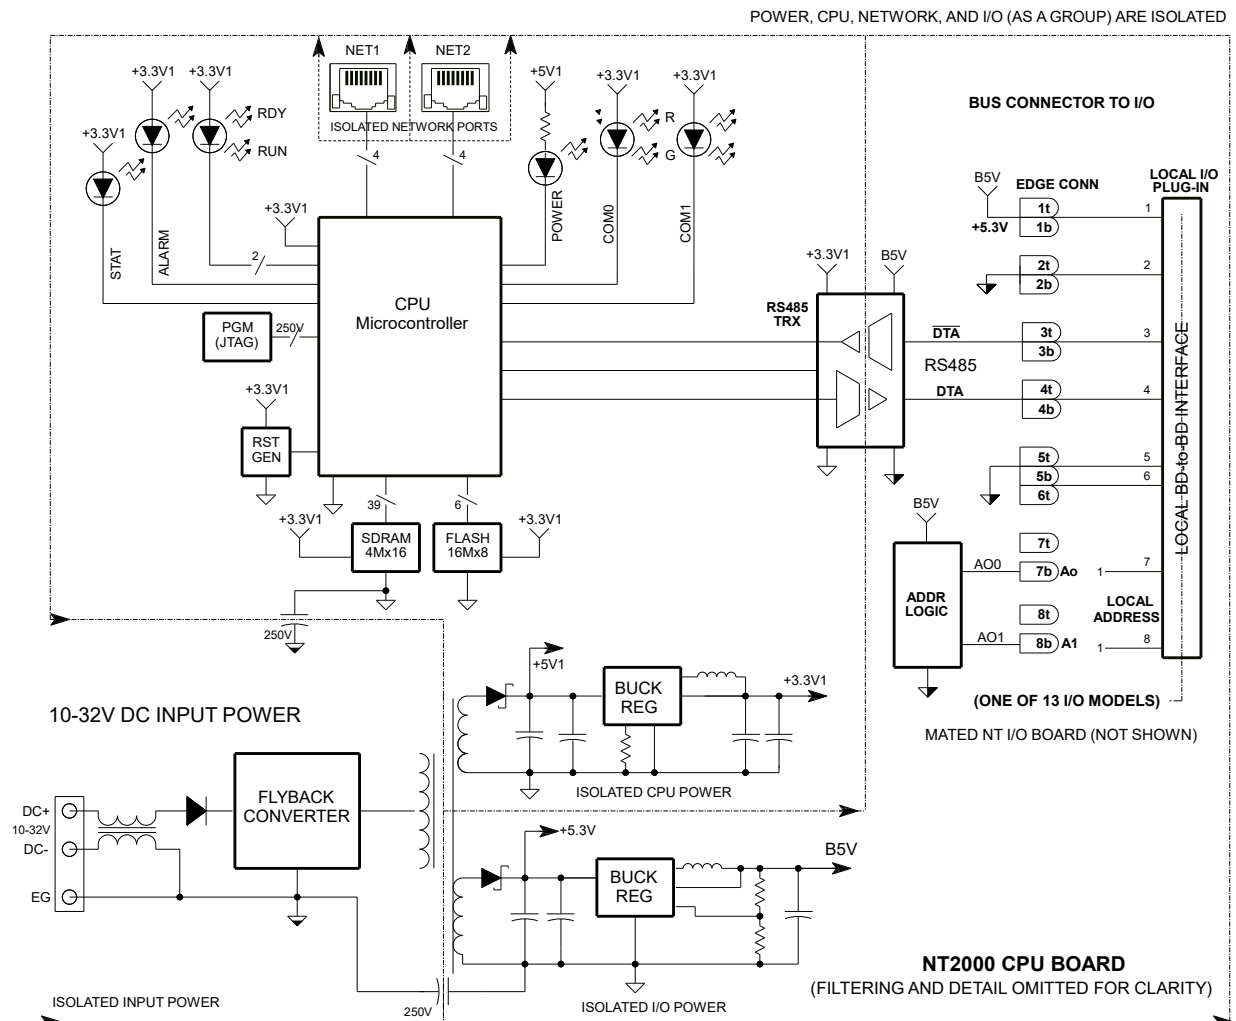 POWER, CPU, NETWORK, AND I/O (AS A GROUP) ARE ISOLATED
NET1
NET2
+3.3V1
+3.3V1
+5V1
+3.3V1
+3.3V1
BUS CONNECTOR TO I/O
RDY
R
ISOLATED NETWORK PORTS
+3.3V1
RUN
G
4
4
B5V
EDGE CONN
LOCAL I/O
PLUG-IN
STAT
ALARM
+3.3V1
POWER
COM0
COM1
1t
1
+5.3V
1b
2
+3.3V1
B5V
2t
2
2b
CPU
Microcontroller
RS485
TRX
PGM
(JTAG)
250V
DTA
3t
3
3b
RS485
LOCAL BD-to-BD INTERFACE
+3.3V1
DTA
4t
4
4b
RST
GEN
5t
5
5b
6
6t
39
6
B5V
+3.3V1
SDRAM
4Mx16
FLASH
16Mx8
+3.3V1
7t
AO0
7b
Ao
1
7
ADDR
LOGIC
LOCAL
ADDRESS
8t
250V
AO1
8b
A1
1
8
+5V1
BUCK
REG
+3.3V1
(ONE OF 13 I/O MODELS)
10-32V DC INPUT POWER
MATED NT I/O BOARD (NOT SHOWN)
ISOLATED CPU POWER
FLYBACK
CONVERTER
DC+
10-32V
DC-
+5.3V
B5V
EG
BUCK
REG
NT2000 CPU BOARD
(FILTERING AND DETAIL OMITTED FOR CLARITY)
ISOLATED INPUT POWER
250V
ISOLATED I/O POWER